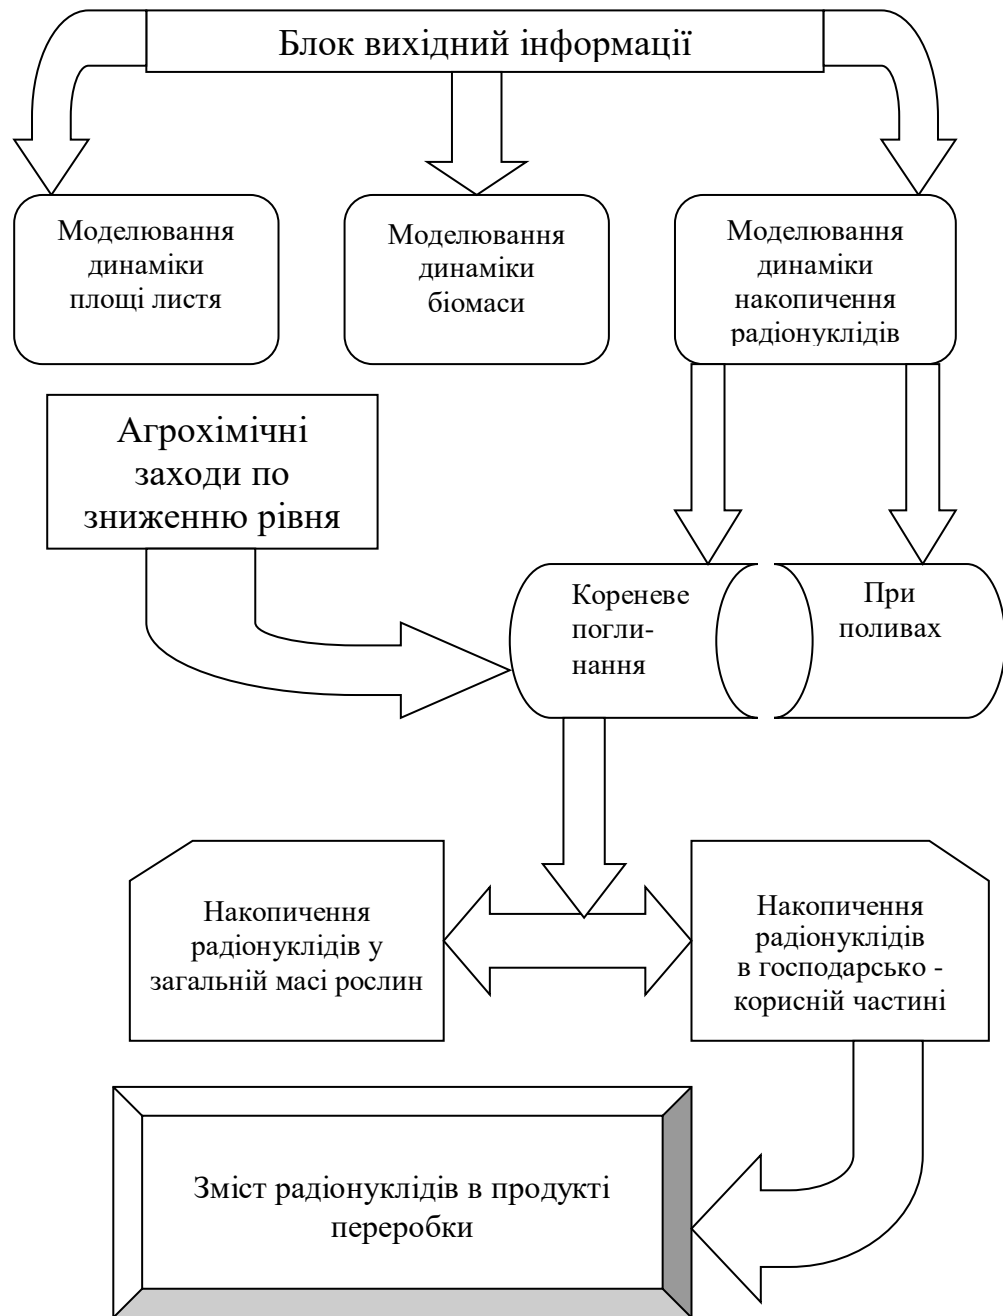 Блок вихідний інформації
Моделювання
динаміки
площі листя
Моделювання
динаміки
біомаси
Моделювання
динаміки
накопичення
радіонуклідів
Агрохімічні
заходи по
зниженню рівня
Кореневе
погли-
нання
При
поливах
Накопичення
радіонуклідів у
загальній масі рослин
Накопичення
радіонуклідів
в господарсько -
корисній частині
Зміст радіонуклідів в продукті
переробки